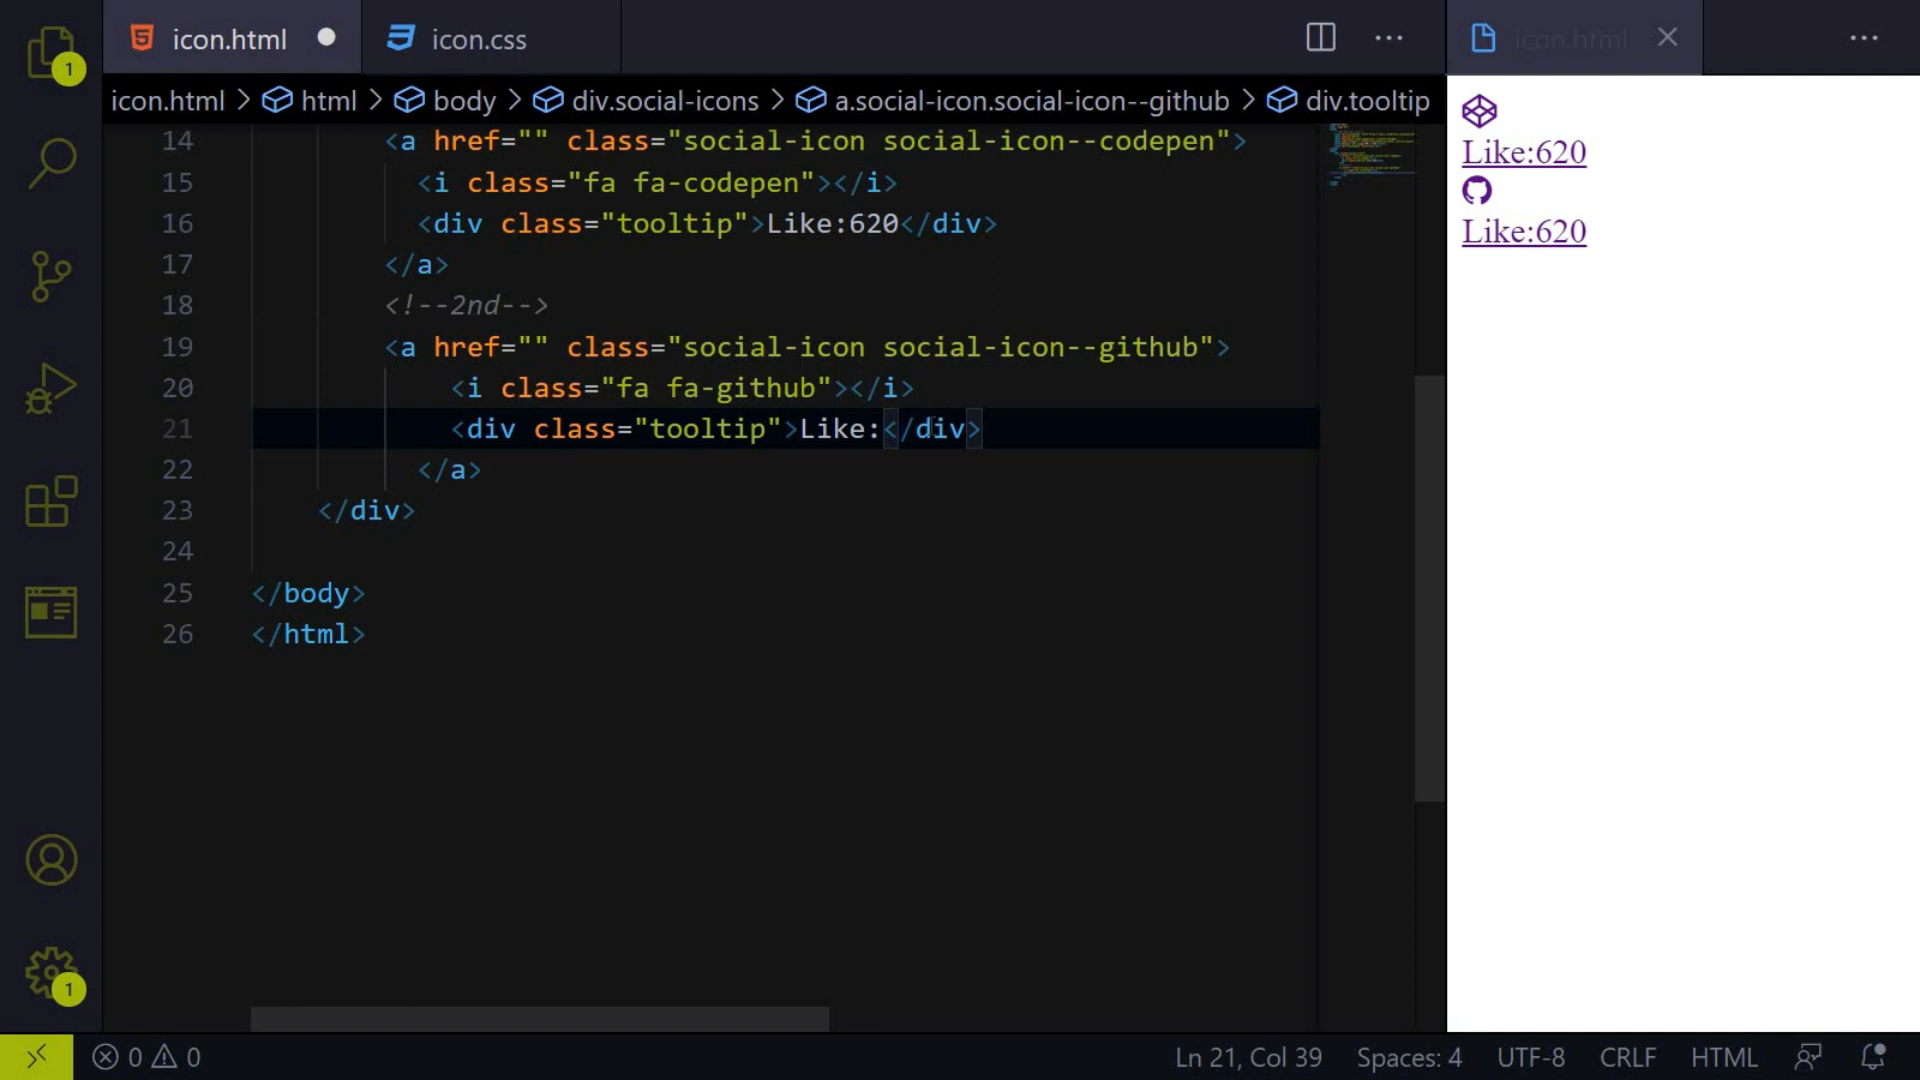 icon.html
icon.css
icon.html
icon.html > html > body > div.social-icons > a.social-icon.social-icon--github > div.tooltip
14 <a href="" class="social-icon social-icon--codepen">
15 <i class="fa fa-codepen"></i>
16 <div class="tooltip">Like:620</div>
17 </a>
18 <!--2nd-->
19 <a href="" class="social-icon social-icon--github">
20 <i class="fa fa-github"></i>
21 <div class="tooltip">Like:</div>
22 </a>
23 </div>
24
25 </body>
26 </html>
Like:620
Like:620
1
1
0 0
Ln 21, Col 39
Spaces: 4
UTF-8
CRLF
HTML